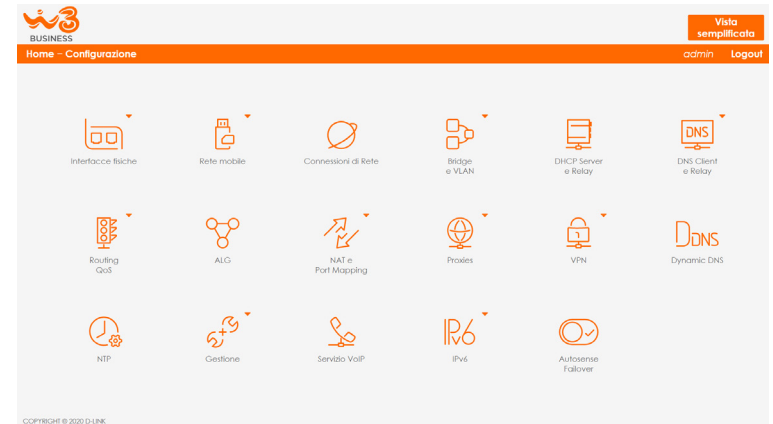 W3
BUSINESS
Vista
semplificata
Home - Configurazione
admin Logout
Interfacce fisiche
Rete mobile
Connessioni di Rete
Bridge
e VLAN
DHCP Server
e Relay
DNS
DNS Client
e Relay
Routing
QoS
ALG
NAT e
Port Mapping
Proxies
VPN
DDNS
Dynamic DNS
NTP
Gestione
Servizio VoIP
IPv6
IPv6
Autosense
Failover
COPYRIGHT © 2020 D-LINK